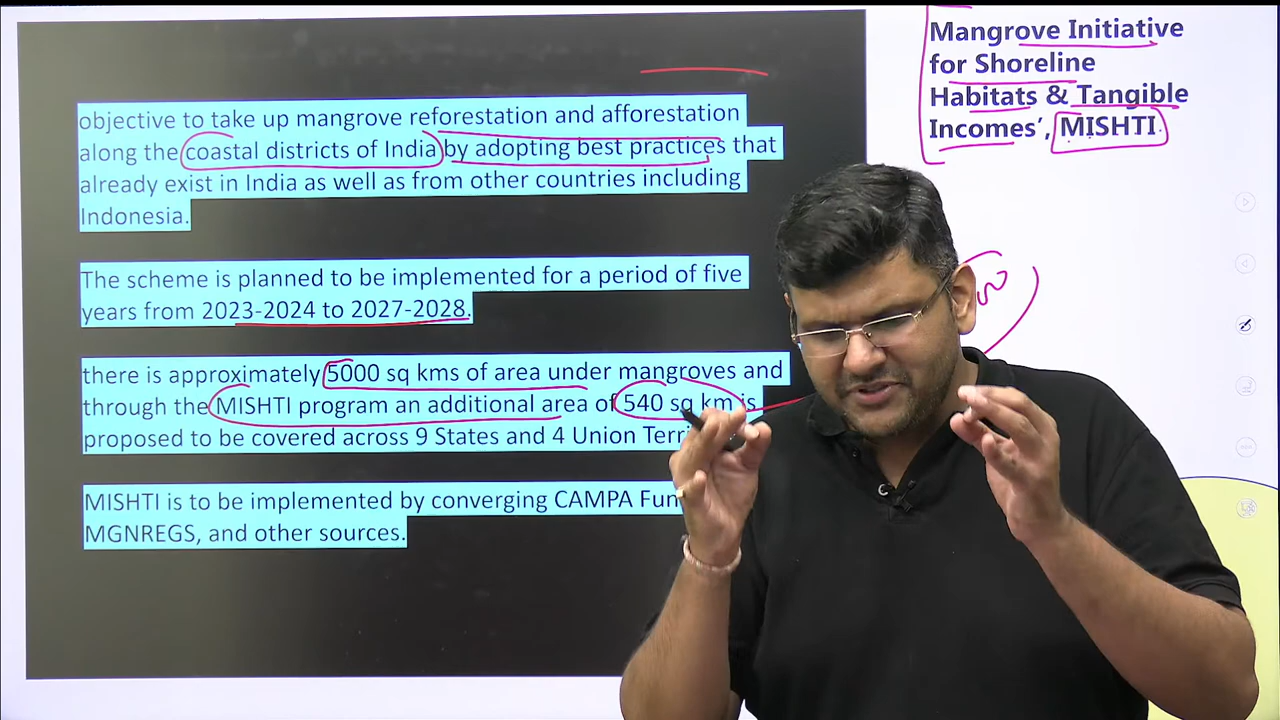 objective to take up mangrove reforestation and afforestation
along the coastal districts of India by adopting best practices that
already exist in India as well as from other countries including
Indonesia.
The scheme is planned to be implemented for a period of five
years from 2023-2024 to 2027-2028.
there is approximately 5000 sq kms of area under mangroves and
through the MISHTI program an additional area of 540 sq km is
proposed to be covered across 9 States and 4 Union
MISHTI is to be implemented by converging CAMPA
MGNREGS, and other sources.
Mangrove Initiative
for Shoreline
Habitats & Tangible
Incomes’, MISHTI.